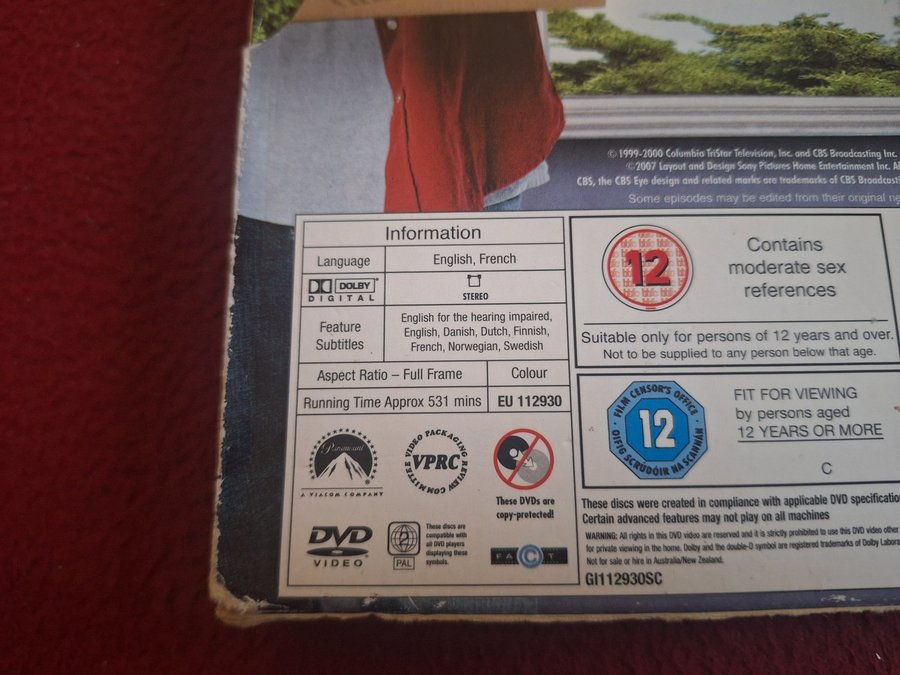 © 1999-2000 Columbia TriStar Television, Inc. and CBS Broadcasting Inc.
©2007 Layout and Design Sony Pictures Home Entertainment Inc.
CBS, the CBS Eye design and related marks are trademarks of CBS
Some episodes may be edited from their original
Information
Language
English, French
DOLBY
DIGITAL
STEREO
Feature
Subtitles
English for the hearing impaired,
English, Danish, Dutch, Finnish,
French, Norwegian, Swedish
Aspect Ratio – Full Frame
Colour
Running Time Approx 531 mins
EU 112930
Paramount
A VIACOM COMPANY
VIDEO PACKAGING REVIEW COMMITTEE
VPRC
These DVDs are
copy-protected!
DVD
VIDEO
2
PAL
These discs are
compatible with
all DVD players
displaying these
symbols.
FACT
12
Contains
moderate sex
references
Suitable only for persons of 12 years and over.
Not to be supplied to any person below that age.
FILM CENSOR'S OFFICE
12
OIFIG SCRÚDÓIR NA SCANNÁN
FIT FOR VIEWING
by persons aged
12 YEARS OR MORE
C
These discs were created in compliance with applicable DVD
Certain advanced features may not play on all machines
WARNING: All rights in this DVD video are reserved and it is strictly prohibited to use this DVD video other
for private viewing in the home. Dolby and the double-D symbol are registered trademarks of Dolby
Not for sale or hire in Australia/New Zealand.
GI112930SC